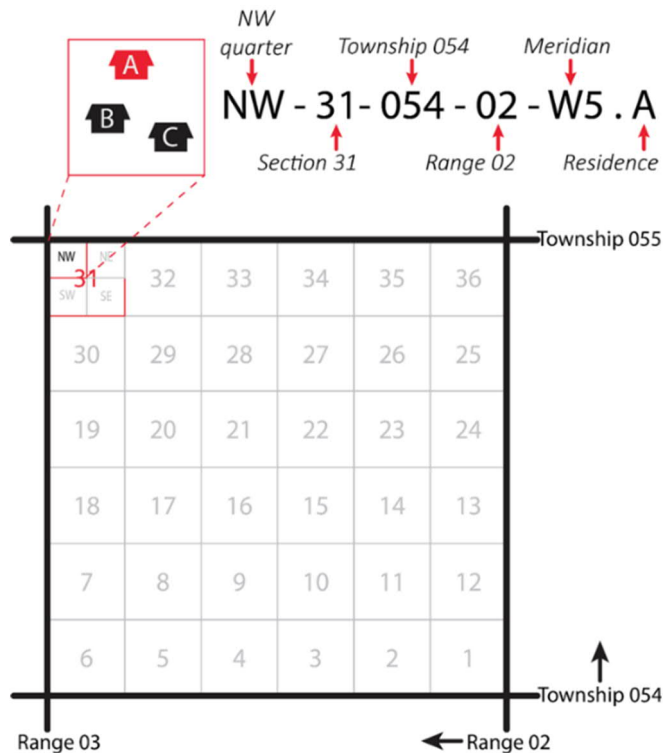 NW
quarter
Township 054
Meridian
A
B
C
NW - 31 - 054 - 02 - W5 . A
Section 31
Range 02
Residence
Township 055
NW NE
31
SW SE
32 33 34 35 36
30 29 28 27 26 25
19 20 21 22 23 24
18 17 16 15 14 13
7 8 9 10 11 12
6 5 4 3 2 1
Township 054
Range 03
Range 02